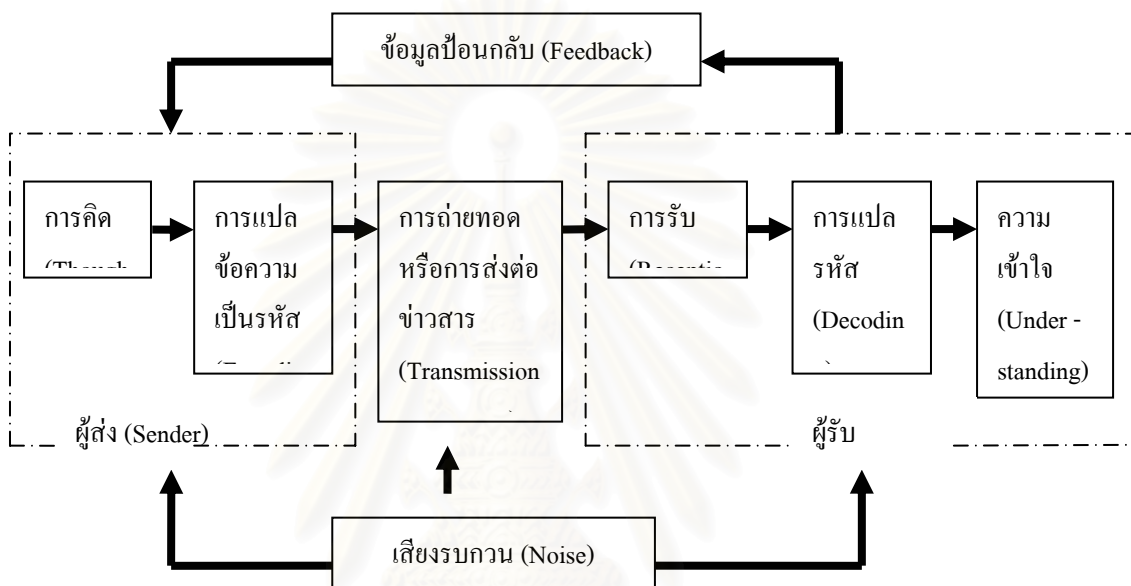 ข้อมูลป้อนกลับ (Feedback)
การคิด
การแปล
ข้อความ
เป็นรหัส
การถ่ายทอด
หรือการส่งต่อ
ข่าวสาร
(Transmission
การรับ
การแปล
รหัส
(Decodin
ความ
เข้าใจ
(Under -
standing)
ผู้ส่ง (Sender)
ผู้รับ
เสียงรบกวน (Noise)